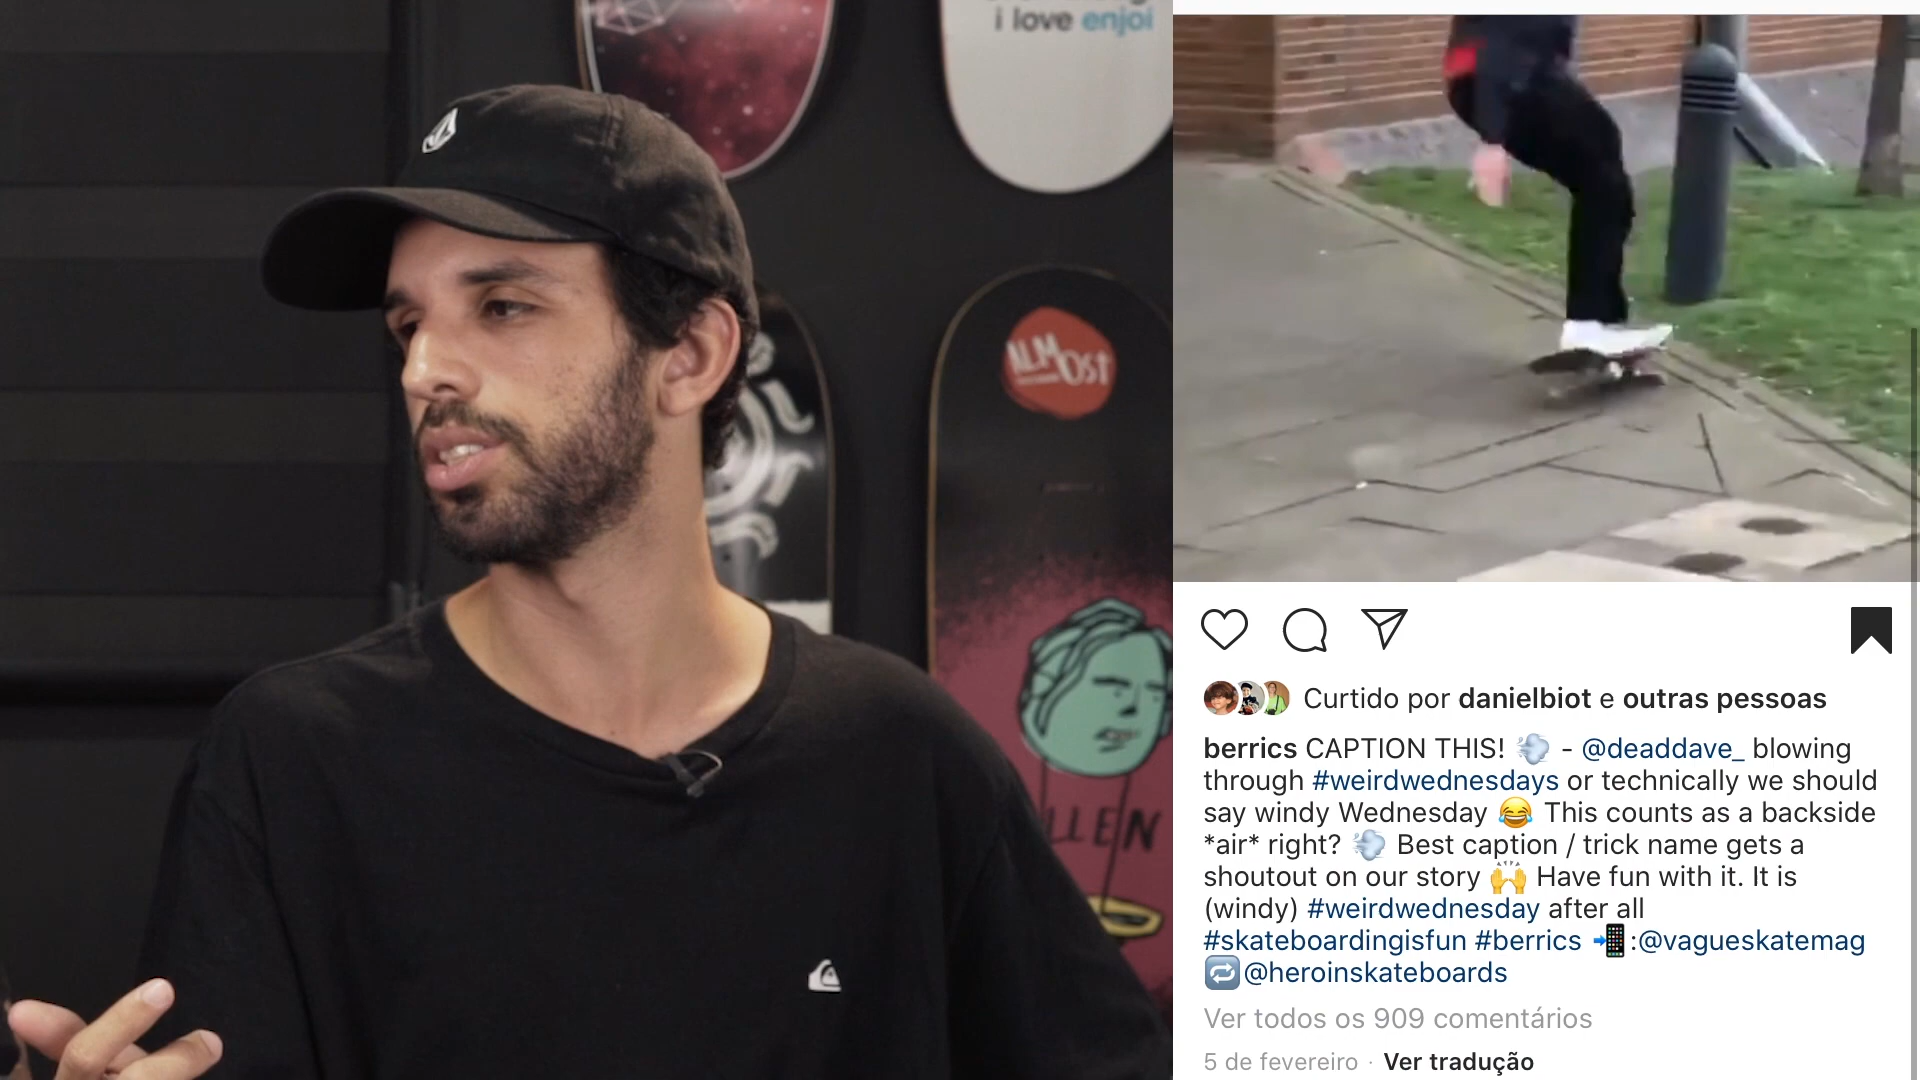 i love enjoi
ALMOST
LLEN
Curtido por danielbiot e outras pessoas
berrics CAPTION THIS! 💨 - @deaddave_ blowing
through #weirdwednesdays or technically we should
say windy Wednesday 😂 This counts as a backside
*air* right? 💨 Best caption / trick name gets a
shoutout on our story 🙌 Have fun with it. It is
(windy) #weirdwednesday after all
#skateboardingisfun #berrics 📲:@vagueskatemag
🔁@heroinskateboards
Ver todos os 909 comentários
5 de fevereiro · Ver tradução